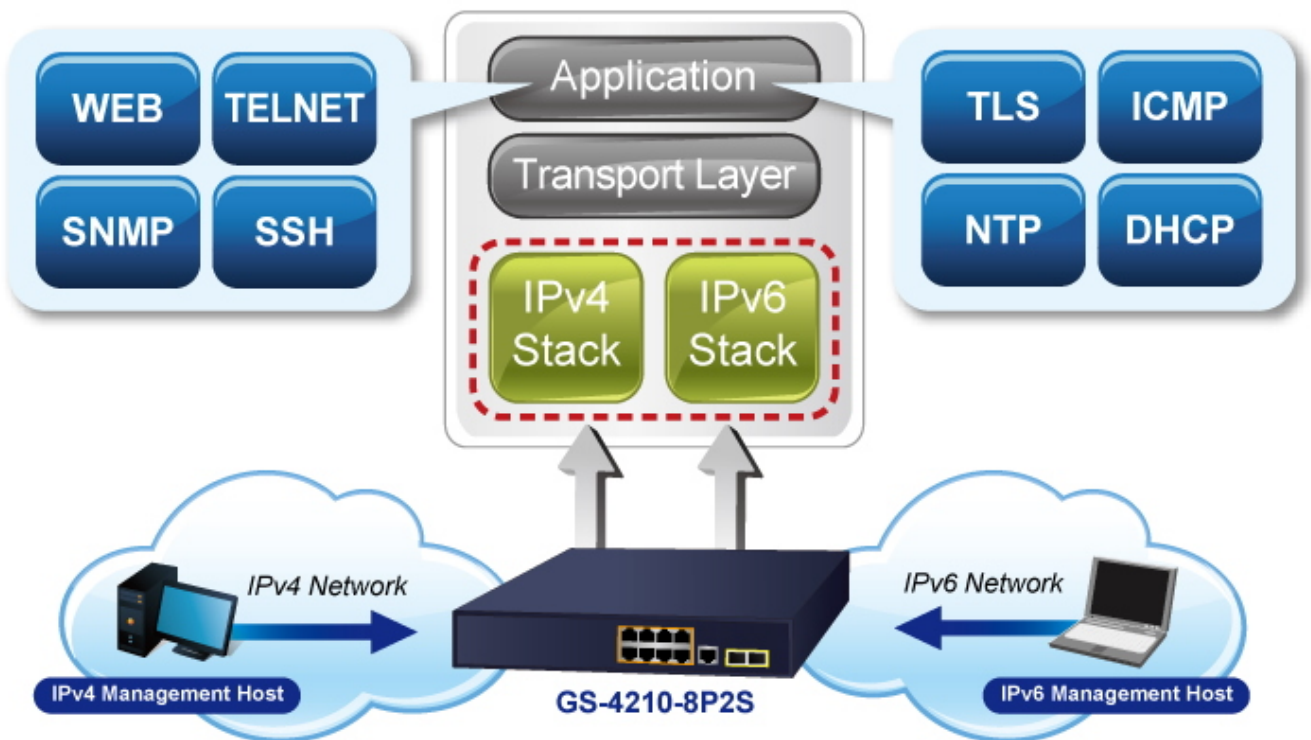 WEB
TELNET
SNMP
SSH
Application
Transport Layer
IPv4
Stack
IPv6
Stack
TLS
ICMP
NTP
DHCP
IPv4 Network
IPv4 Management Host
GS-4210-8P2S
IPv6 Network
IPv6 Management Host